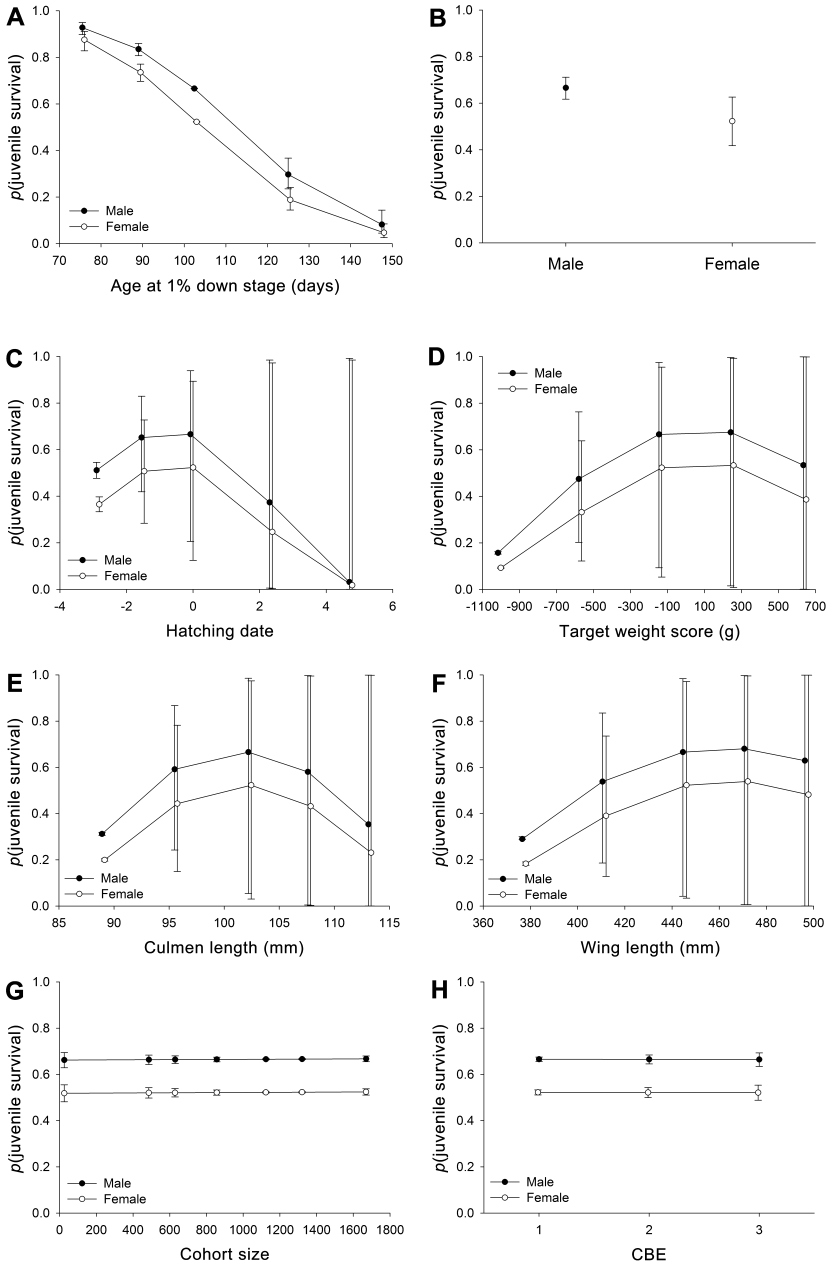 A
p(juvenile survival)
1.0
0.8
0.6
0.4
0.2
0.0
Male
Female
70 80 90 100 110 120 130 140 150
Age at 1% down stage (days)
B
p(juvenile survival)
1.0
0.8
0.6
0.4
0.2
0.0
Male Female
C
p(juvenile survival)
1.0
0.8
0.6
0.4
0.2
0.0
Male
Female
-4 -2 0 2 4 6
Hatching date
D
p(juvenile survival)
1.0
0.8
0.6
0.4
0.2
0.0
Male
Female
-1100 -900 -700 -500 -300 -100 100 300 500 700
Target weight score (g)
E
p(juvenile survival)
1.0
0.8
0.6
0.4
0.2
0.0
Male
Female
85 90 95 100 105 110 115
Culmen length (mm)
F
p(juvenile survival)
1.0
0.8
0.6
0.4
0.2
0.0
Male
Female
360 380 400 420 440 460 480 500
Wing length (mm)
G
p(juvenile survival)
1.0
0.8
0.6
0.4
0.2
0.0
Male
Female
0 200 400 600 800 1000 1200 1400 1600 1800
Cohort size
H
p(juvenile survival)
1.0
0.8
0.6
0.4
0.2
0.0
Male
Female
1 2 3
CBE